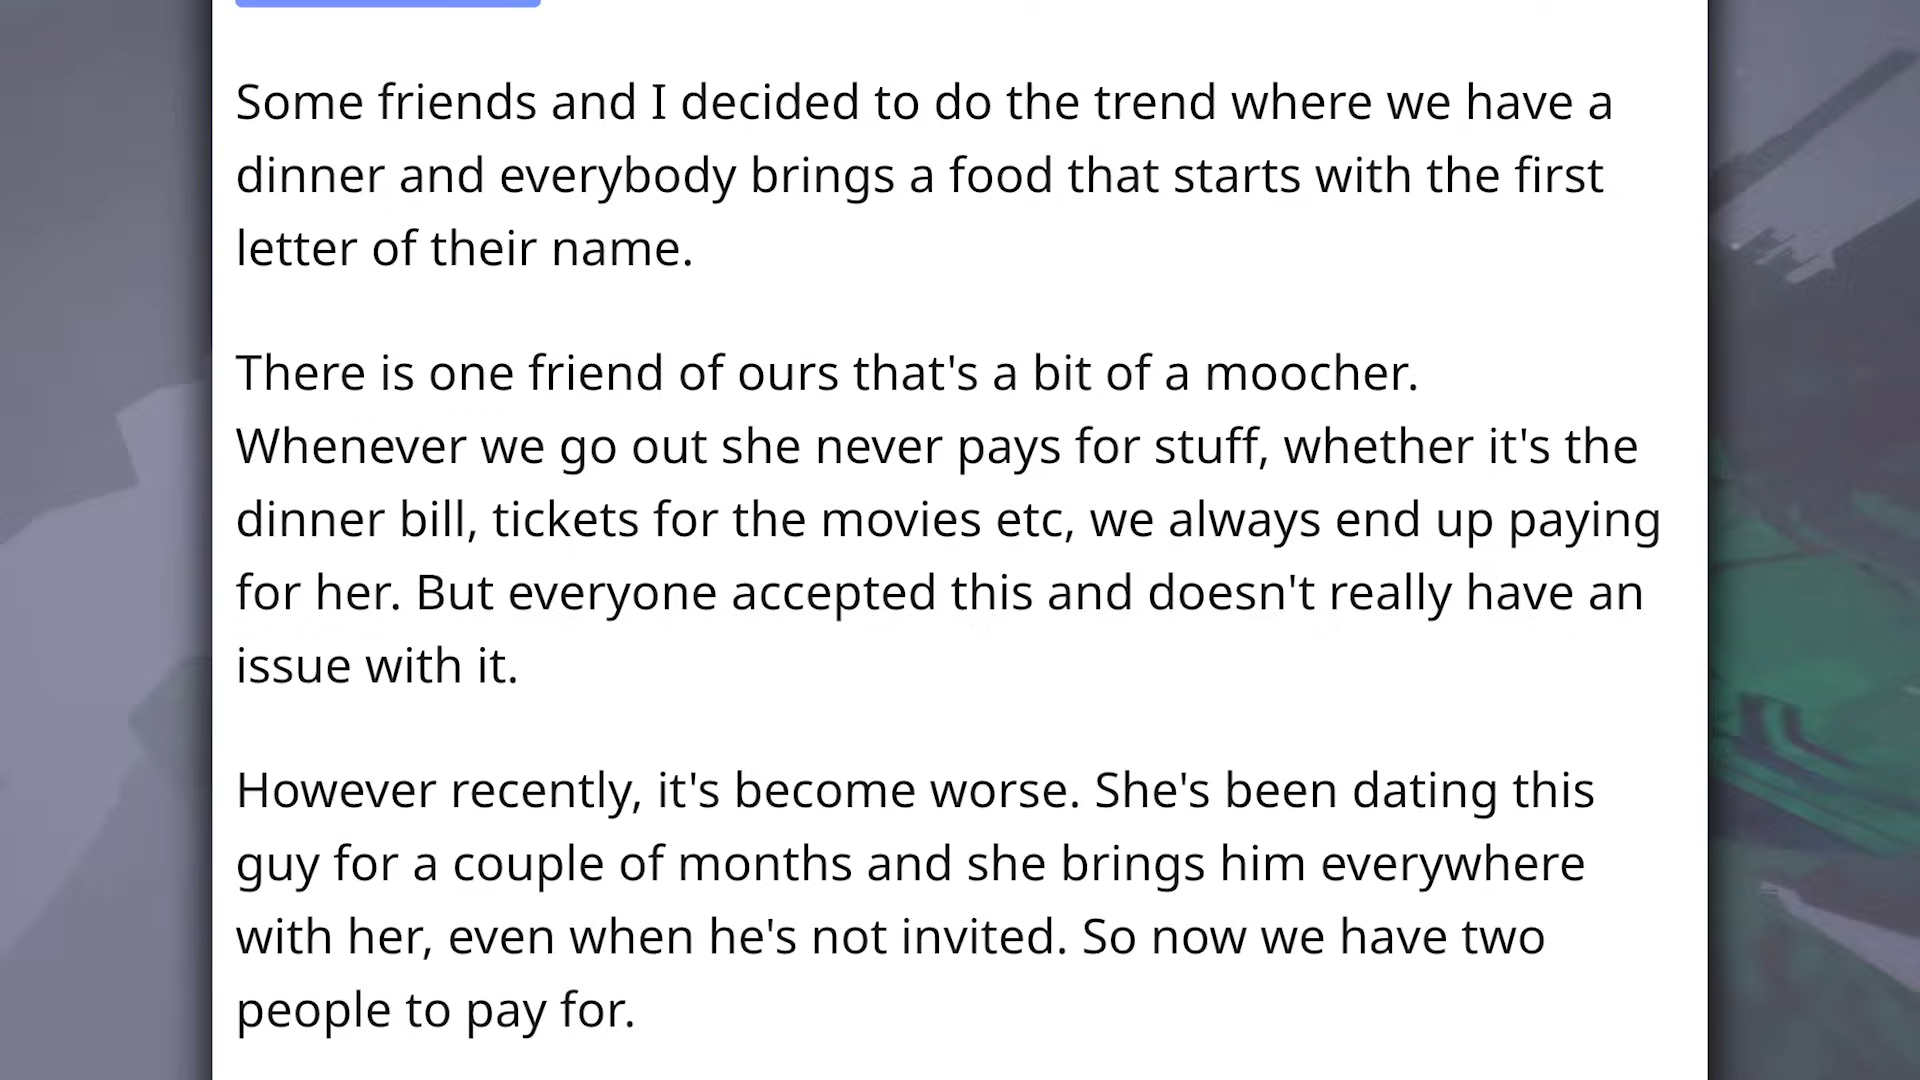 Some friends and I decided to do the trend where we have a
dinner and everybody brings a food that starts with the first
letter of their name.
There is one friend of ours that's a bit of a moocher.
Whenever we go out she never pays for stuff, whether it's the
dinner bill, tickets for the movies etc, we always end up paying
for her. But everyone accepted this and doesn't really have an
issue with it.
However recently, it's become worse. She's been dating this
guy for a couple of months and she brings him everywhere
with her, even when he's not invited. So now we have two
people to pay for.